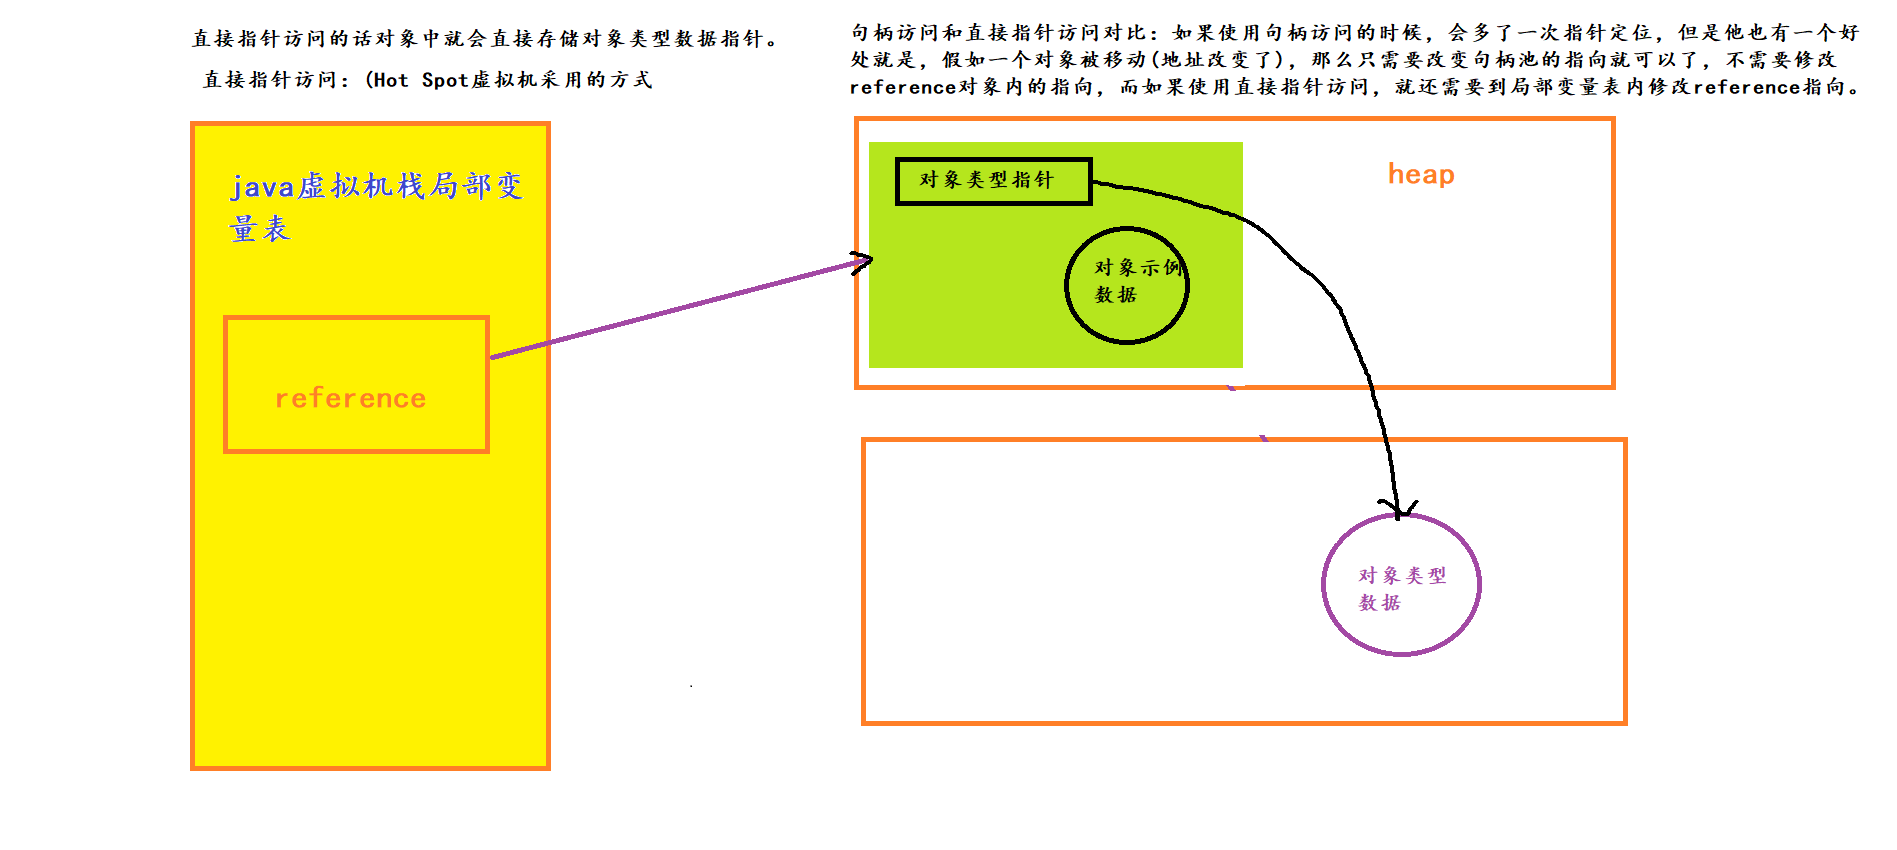 直接指针访问的话对象中就会直接存储对象类型数据指针。
直接指针访问：(Hot Spot虚拟机采用的方式
句柄访问和直接指针访问对比：如果使用句柄访问的时候，会多了一次指针定位，但是他也有一个好
处就是，假如一个对象被移动(地址改变了)，那么只需要改变句柄池的指向就可以了，不需要修改
reference对象内的指向，而如果使用直接指针访问，就还需要到局部变量表内修改reference指向。
java虚拟机栈局部变
量表
reference
对象类型指针
heap
对象示例
数据
对象类型
数据